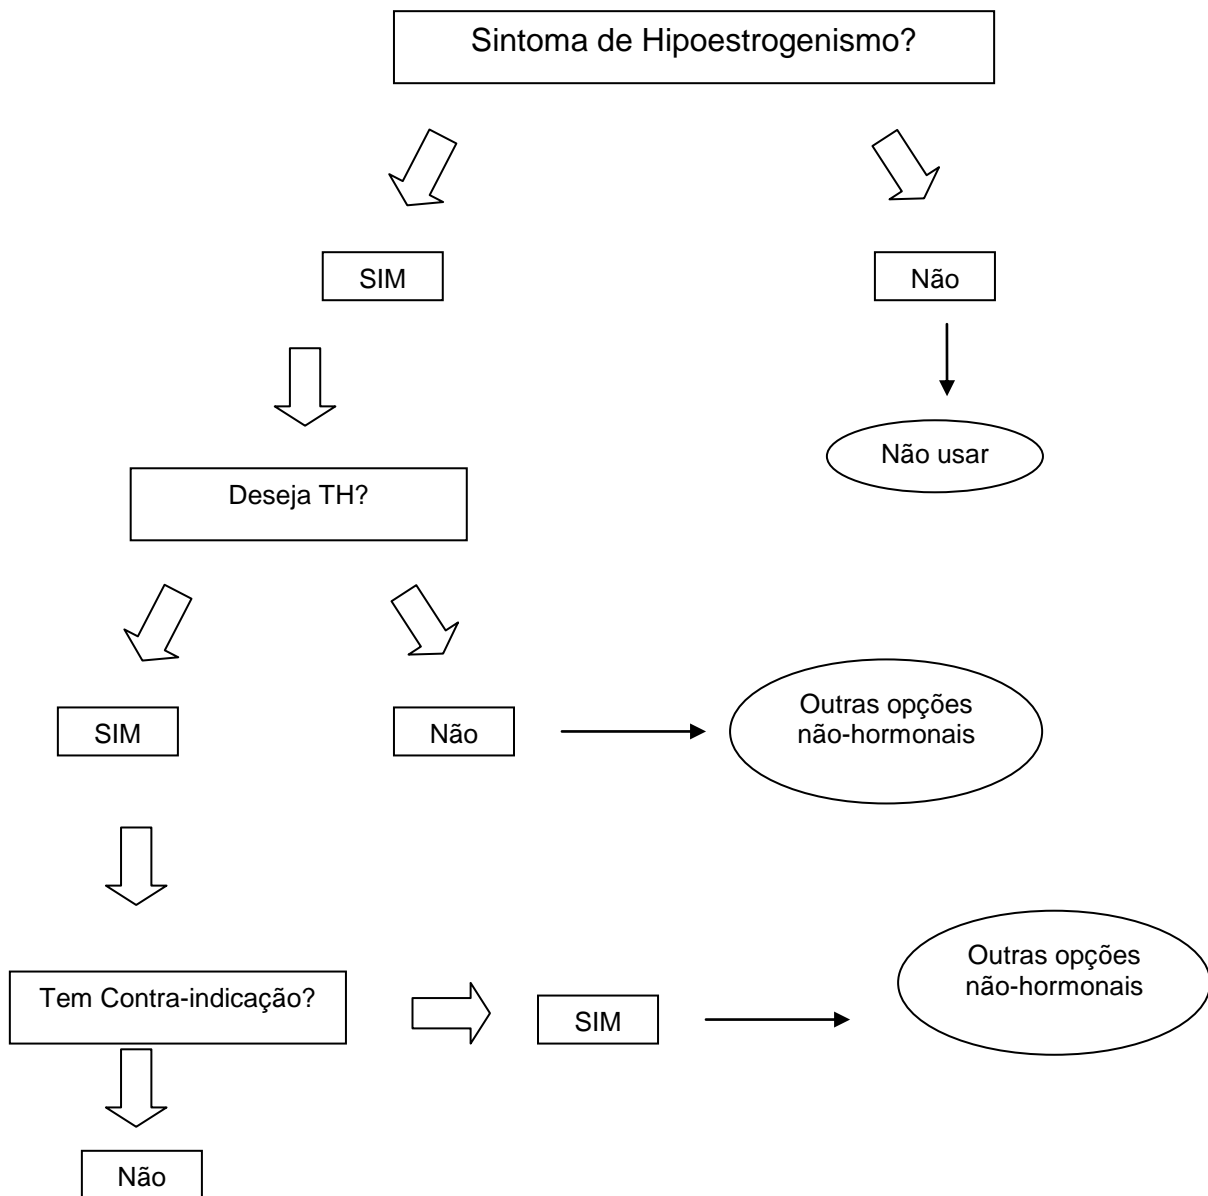 Sintoma de Hipoestrogenismo?
SIM
Não
Não usar
Deseja TH?
SIM
Não
Outras opções
não-hormonais
Tem Contra-indicação?
SIM
Outras opções
não-hormonais
Não